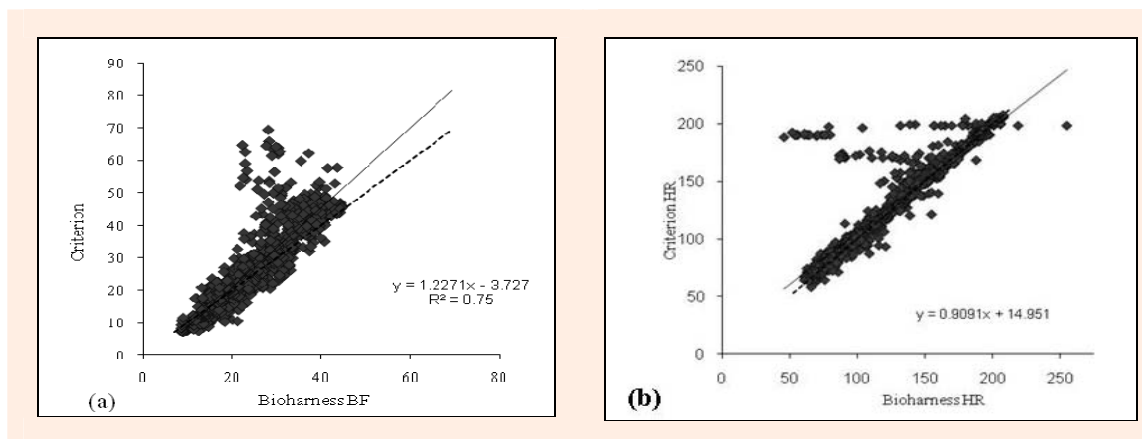 90
80
70
60
50
40
30
20
10
0
Criterion
y = 1.2271x - 3.727
R² = 0.75
0 20 40 60 80
(a) Bioharness BF
250
200
150
100
50
0
Criterion HR
y = 0.9091x + 14.951
0 50 100 150 200 250
(b) Bioharness HR